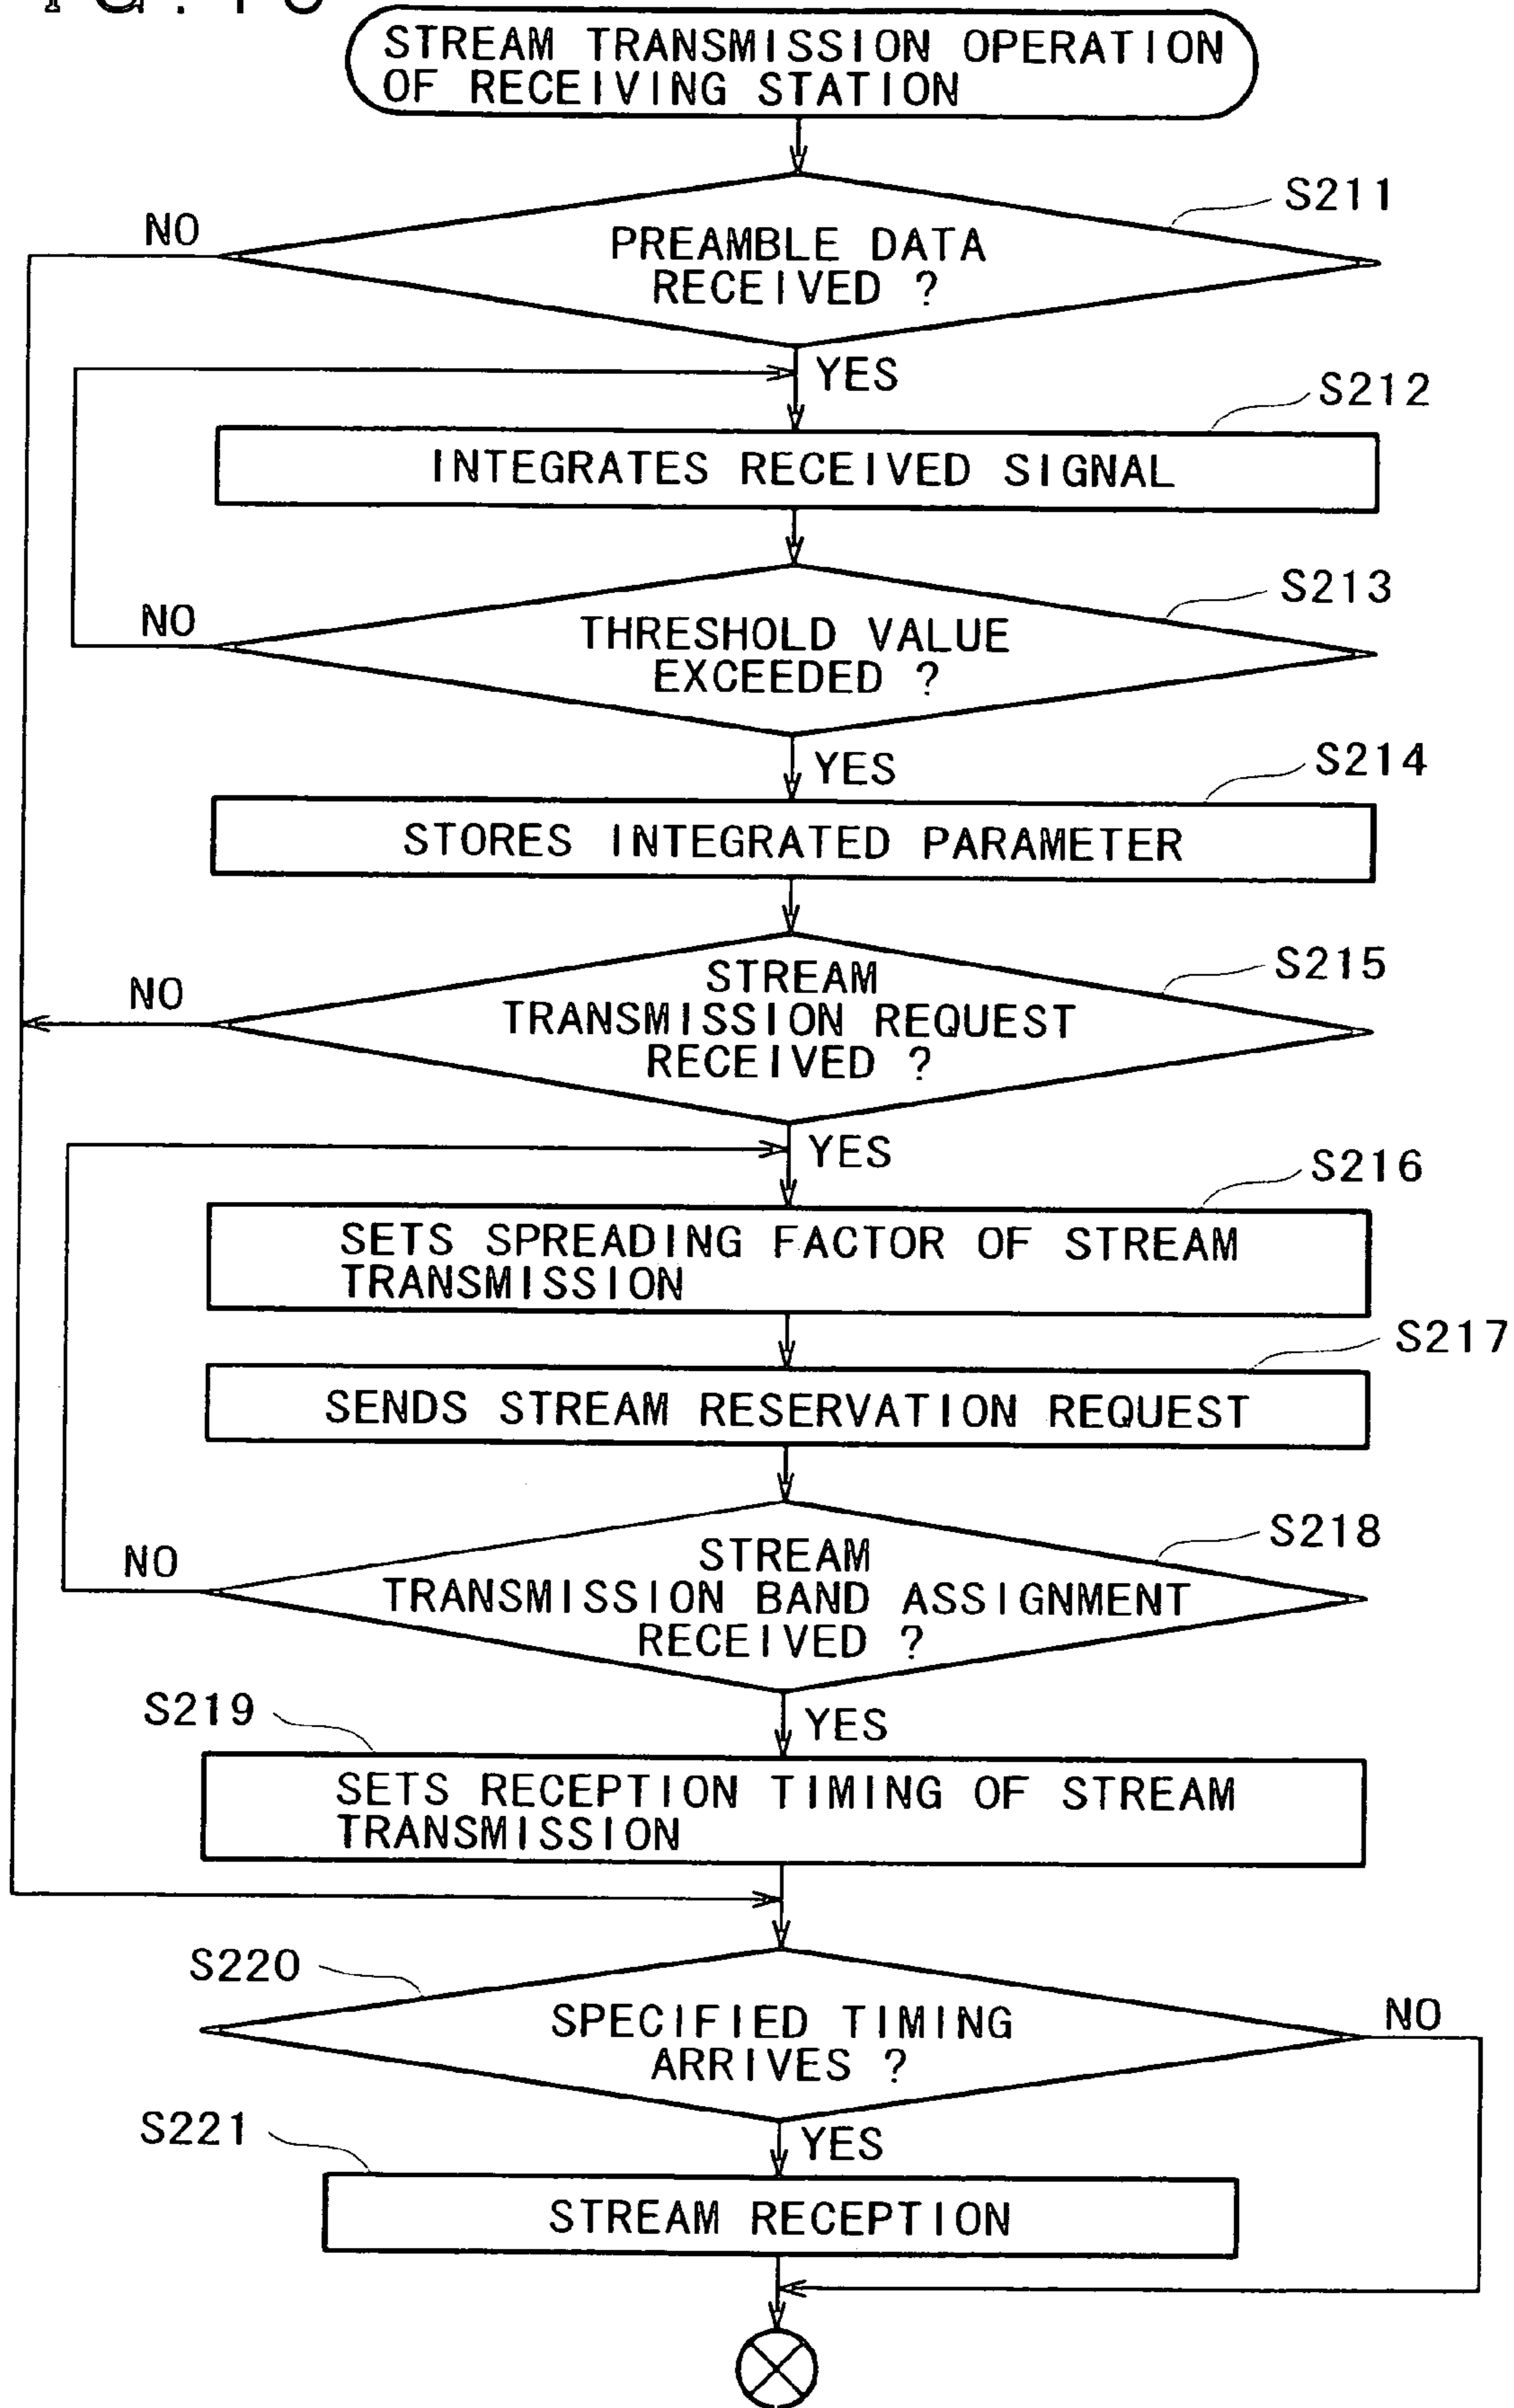 STREAM TRANSMISSION OPERATION
OF RECEIVING STATION
S211
NO
PREAMBLE DATA
RECEIVED ?
YES
S212
INTEGRATES RECEIVED SIGNAL
S213
NO
THRESHOLD VALUE
EXCEEDED ?
YES
S214
STORES INTEGRATED PARAMETER
S215
NO
STREAM
TRANSMISSION REQUEST
RECEIVED ?
YES
S216
SETS SPREADING FACTOR OF STREAM
TRANSMISSION
S217
SENDS STREAM RESERVATION REQUEST
S218
NO
STREAM
TRANSMISSION BAND ASSIGNMENT
RECEIVED ?
YES
S219
SETS RECEPTION TIMING OF STREAM
TRANSMISSION
S220
SPECIFIED TIMING
ARRIVES ?
NO
YES
S221
STREAM RECEPTION